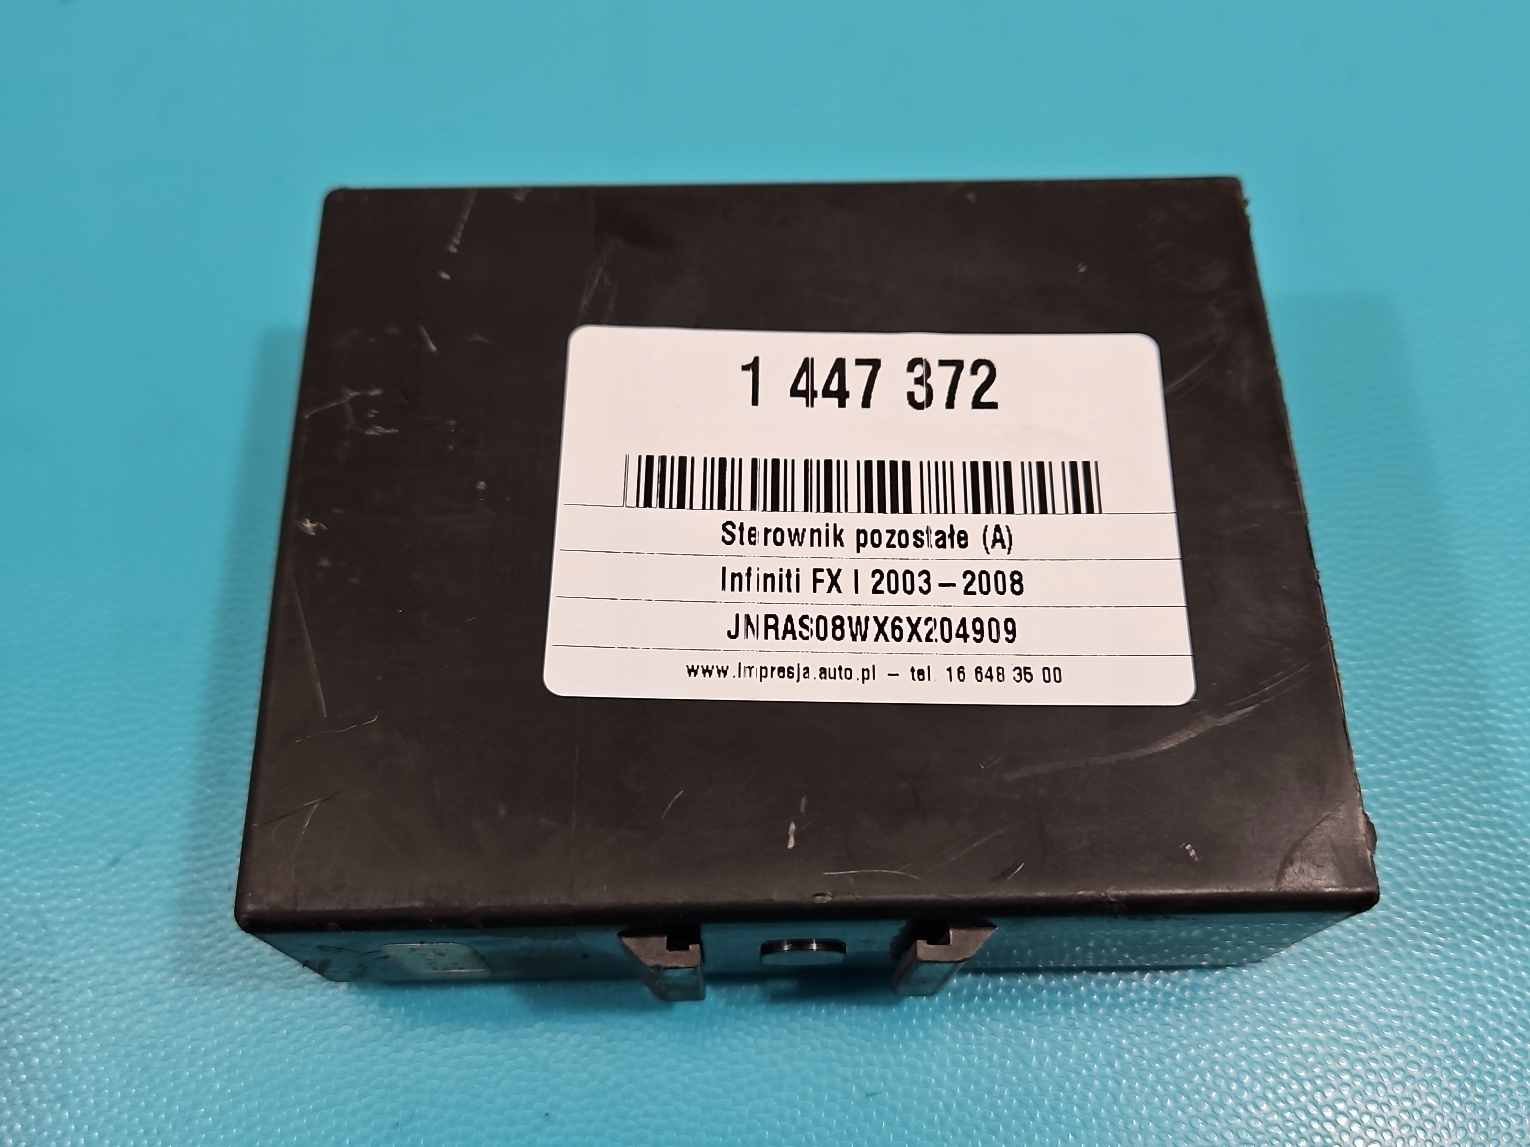 1 447 372
Sterownik pozostałe (A)
Infiniti FX I 2003-2008
JNRAS08WX6X204909
www.impresja.auto.pl - tel. 16 648 35 00